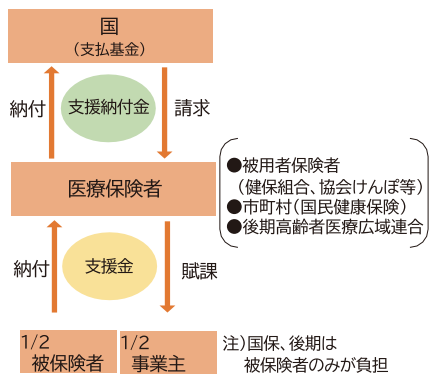 国
（支払基金）
納付
支援納付金
請求
医療保険者
●被用者保険者
（健保組合、協会けんぽ等）
●市町村（国民健康保険）
●後期高齢者医療広域連合
納付
支援金
賦課
1/2
被保険者
1/2
事業主
注）国保、後期は
被保険者のみが負担